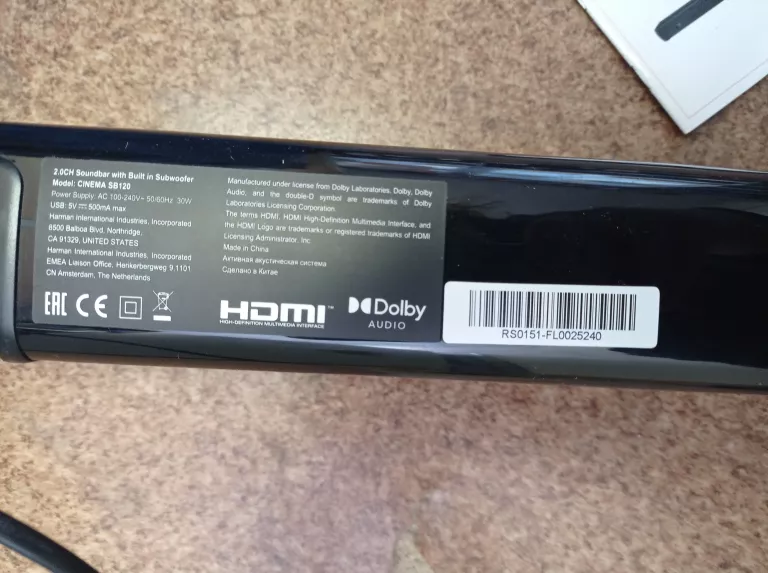 2.0CH Soundbar with Built in Subwoofer
Model: CINEMA SB120
Power Supply: AC 100-240V~ 50/60Hz 30W
USB: 5V⎓500mA max
Harman International Industries, Incorporated
8500 Balboa Blvd, Northridge,
CA 91329, UNITED STATES
Harman International Industries, Incorporated
EMEA Liaison Office, Herikerbergweg 9,1101
CN Amsterdam, The Netherlands
Manufactured under license from Dolby Laboratories. Dolby, Dolby
Audio, and the double-D symbol are trademarks of Dolby
Laboratories Licensing Corporation.
The terms HDMI, HDMI High-Definition Multimedia Interface, and
the HDMI Logo are trademarks or registered trademarks of HDMI
Licensing Administrator, Inc.
Made in China
Активная акустическая система
Сделано в Китае
EAC CE
HDMI™
HIGH-DEFINITION MULTIMEDIA INTERFACE
Dolby
AUDIO
RS0151-FL0025240